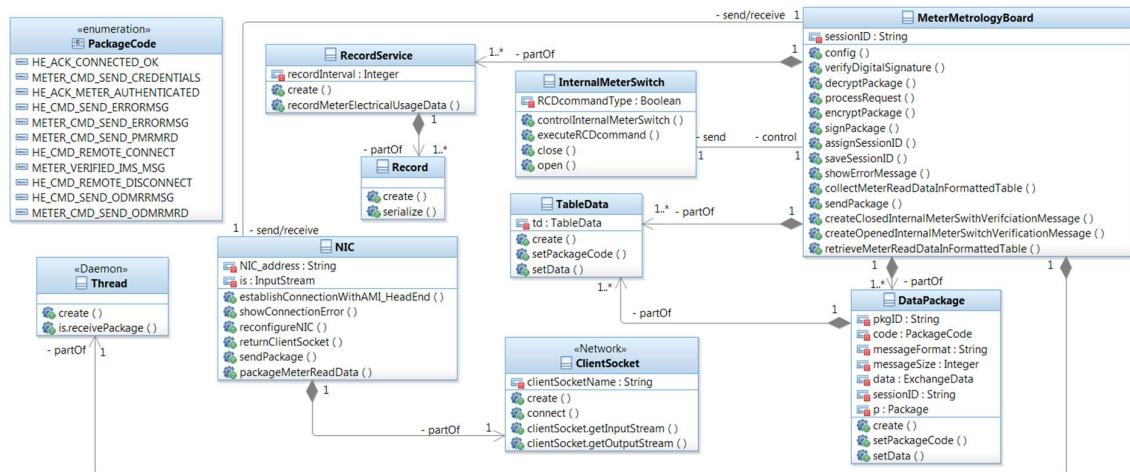 «enumeration»
PackageCode
HE_ACK_CONNECTED_OK
METER_CMD_SEND_CREDENTIALS
HE_ACK_METER_AUTHENTICATED
HE_CMD_SEND_ERRORMSG
METER_CMD_SEND_ERRORMSG
METER_CMD_SEND_PMRMRD
HE_CMD_REMOTE_CONNECT
METER_VERIFIED_IMS_MSG
HE_CMD_REMOTE_DISCONNECT
HE_CMD_SEND_ODMRRMSG
METER_CMD_SEND_ODMRMRD
- send/receive
1
RecordService
recordInterval : Integer
create ( )
recordMeterElectricalUsageData ( )
1..*
- partOf
1
1
- partOf
1..*
Record
create ( )
serialize ( )
InternalMeterSwitch
RCDcommandType : Boolean
controlInternalMeterSwitch ( )
executeRCDcommand ( )
close ( )
open ( )
- send
1
- control
1
MeterMetrologyBoard
sessionID : String
config ( )
verifyDigitalSignature ( )
decryptPackage ( )
processRequest ( )
encryptPackage ( )
signPackage ( )
assignSessionID ( )
saveSessionID ( )
showErrorMessage ( )
collectMeterReadDataInFormattedTable ( )
sendPackage ( )
createClosedInternalMeterSwithVerifciationMessage ( )
createOpenedInternalMeterSwitchVerificationMessage ( )
retrieveMeterReadDataInFormattedTable ( )
TableData
td : TableData
create ( )
setPackageCode ( )
setData ( )
1..*
- partOf
1
1..*
- partOf
1
1
- send/receive
NIC
NIC_address : String
is : InputStream
establishConnectionWithAMI_HeadEnd ( )
showConnectionError ( )
reconfigureNIC ( )
returnClientSocket ( )
sendPackage ( )
packageMeterReadData ( )
1
- partOf
1
«Daemon»
Thread
create ( )
is.receivePackage ( )
- partOf
1
«Network»
ClientSocket
clientSocketName : String
create ( )
connect ( )
clientSocket.getInputStream ( )
clientSocket.getOutputStream ( )
1
1
1..*
- partOf
DataPackage
pkgID : String
code : PackageCode
messageFormat : String
messageSize : Integer
data : ExchangeData
sessionID : String
p : Package
create ( )
setPackageCode ( )
setData ( )